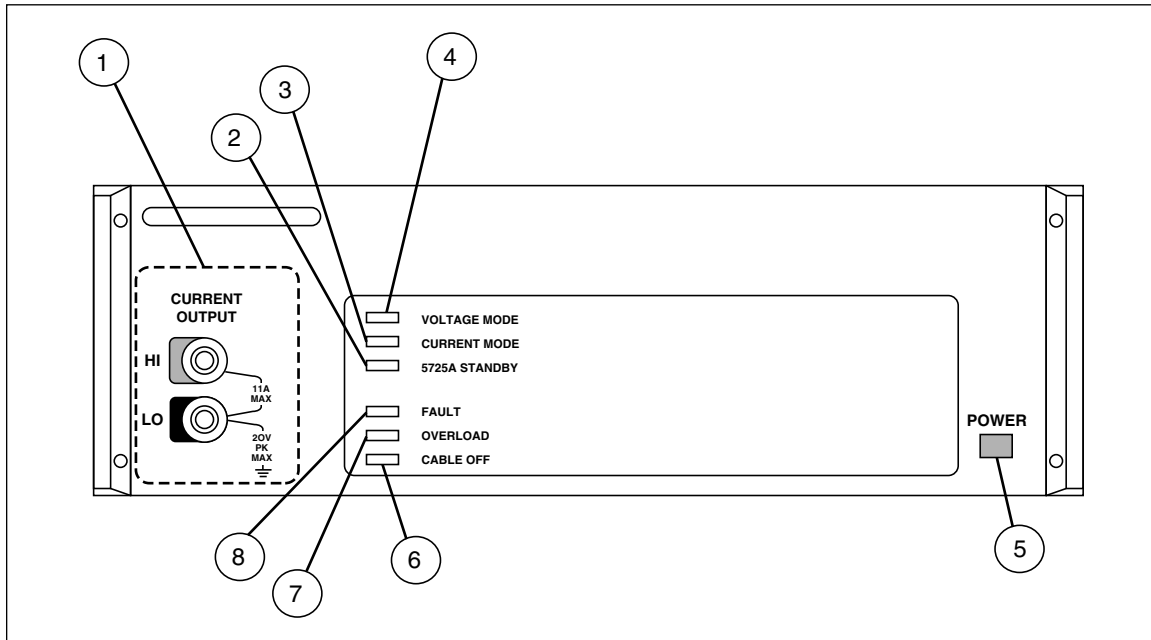 1
4
3
2
CURRENT
OUTPUT
HI
11A
MAX
LO
20V
PK
MAX
VOLTAGE MODE
CURRENT MODE
5725A STANDBY
FAULT
OVERLOAD
CABLE OFF
POWER
8
7
6
5